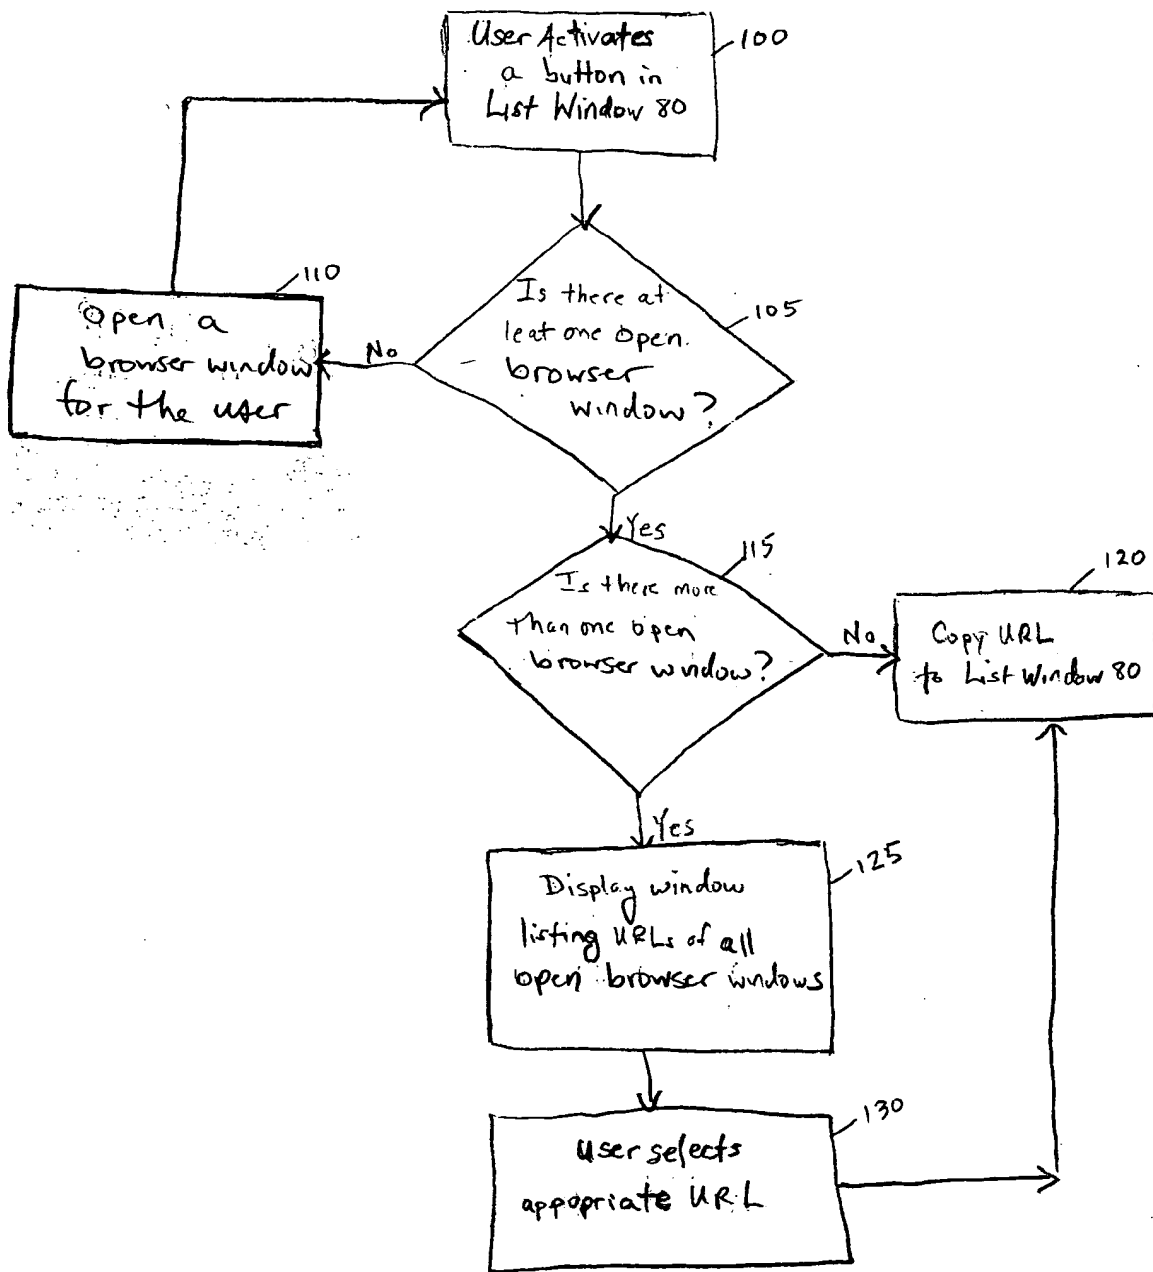 User Activates
a button in
List Window 80
100
110
Open a
browser window
for the user
No
Is there at
leat one open
browser
window?
105
Yes
115
Is there more
than one open
browser window?
No
120
Copy URL
to List Window 80
Yes
125
Display window
listing URLs of all
open browser windows
130
User selects
appopriate URL